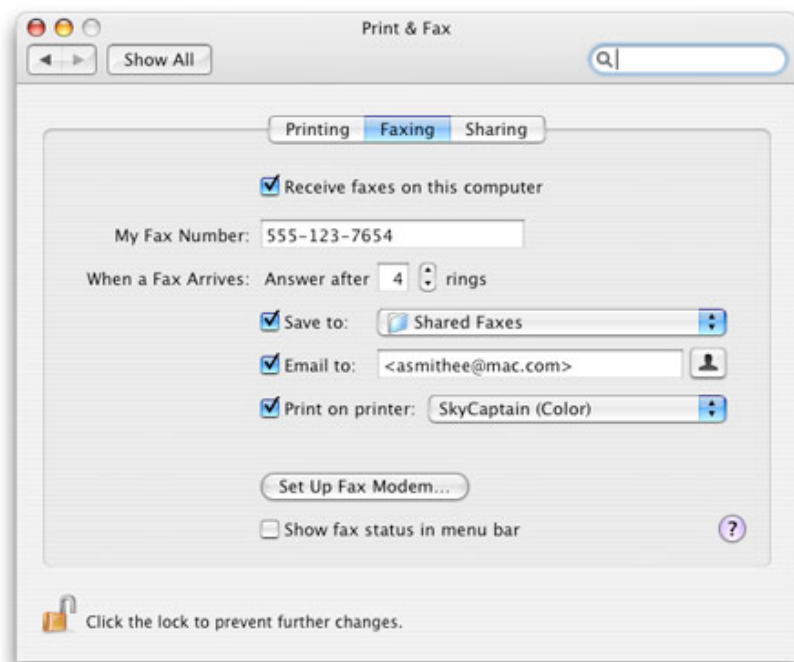 Print & Fax
Show All
Printing Faxing Sharing
Receive faxes on this computer
My Fax Number: 555-123-7654
When a Fax Arrives: Answer after 4 rings
Save to: Shared Faxes
Email to: <asmithee@mac.com>
Print on printer: SkyCaptain (Color)
Set Up Fax Modem...
Show fax status in menu bar ?
Click the lock to prevent further changes.